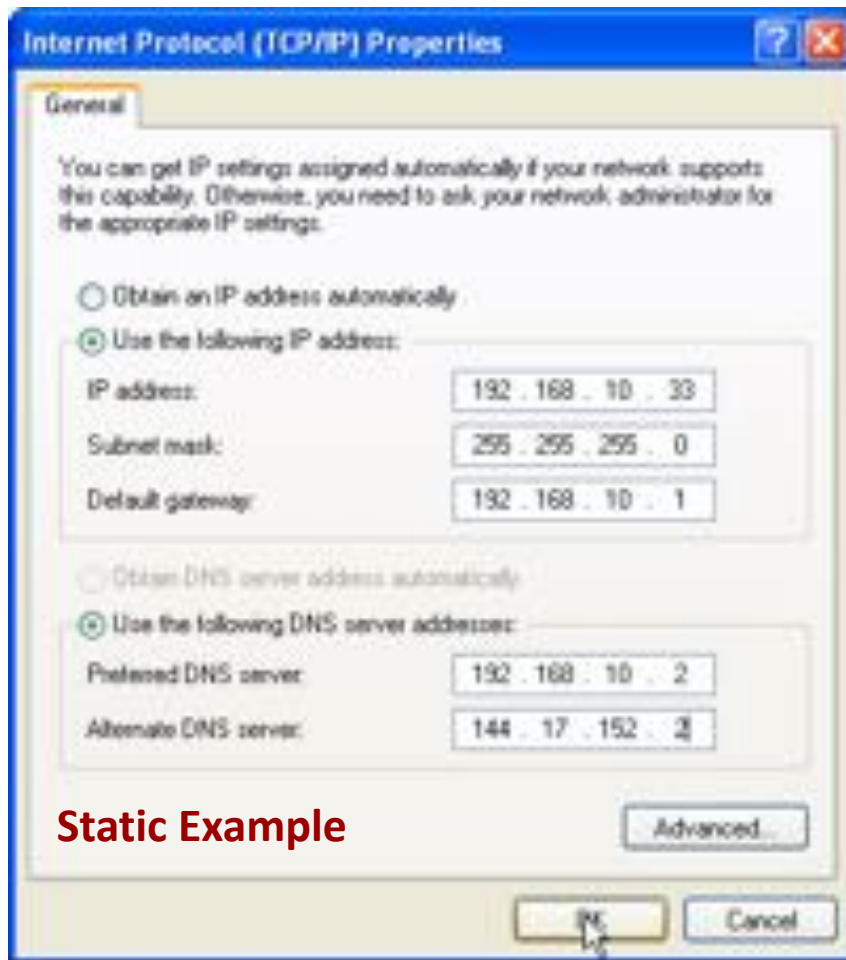 Internet Protocol (TCP/IP) Properties
General
You can get IP settings assigned automatically if your network supports
this capability. Otherwise, you need to ask your network administrator for
the appropriate IP settings.
Obtain an IP address automatically
Use the following IP address:
IP address: 192 . 168 . 10 . 33
Subnet mask: 255 . 255 . 255 . 0
Default gateway: 192 . 168 . 10 . 1
Obtain DNS server address automatically
Use the following DNS server addresses:
Preferred DNS server: 192 . 168 . 10 . 2
Alternate DNS server: 144 . 17 . 152 . 2
Static Example
Advanced...
OK Cancel